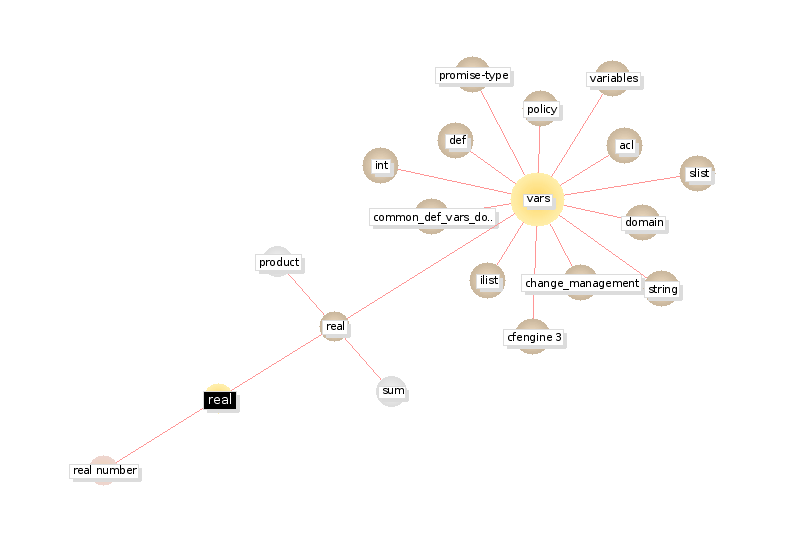 promise-type
variables
policy
def
acl
int
slist
vars
common_def_vars_do..
domain
product
ilist
change_management
string
real
cfengine 3
sum
real
real number